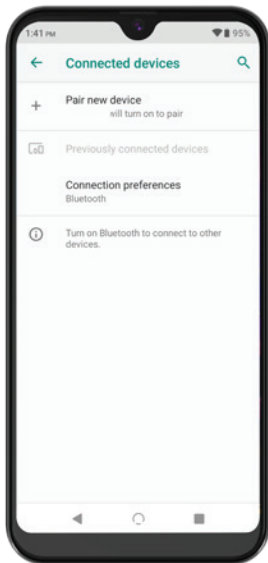 1:41 PM 95%
Connected devices
Pair new device
will turn on to pair
Previously connected devices
Connection preferences
Bluetooth
Turn on Bluetooth to connect to other
devices.